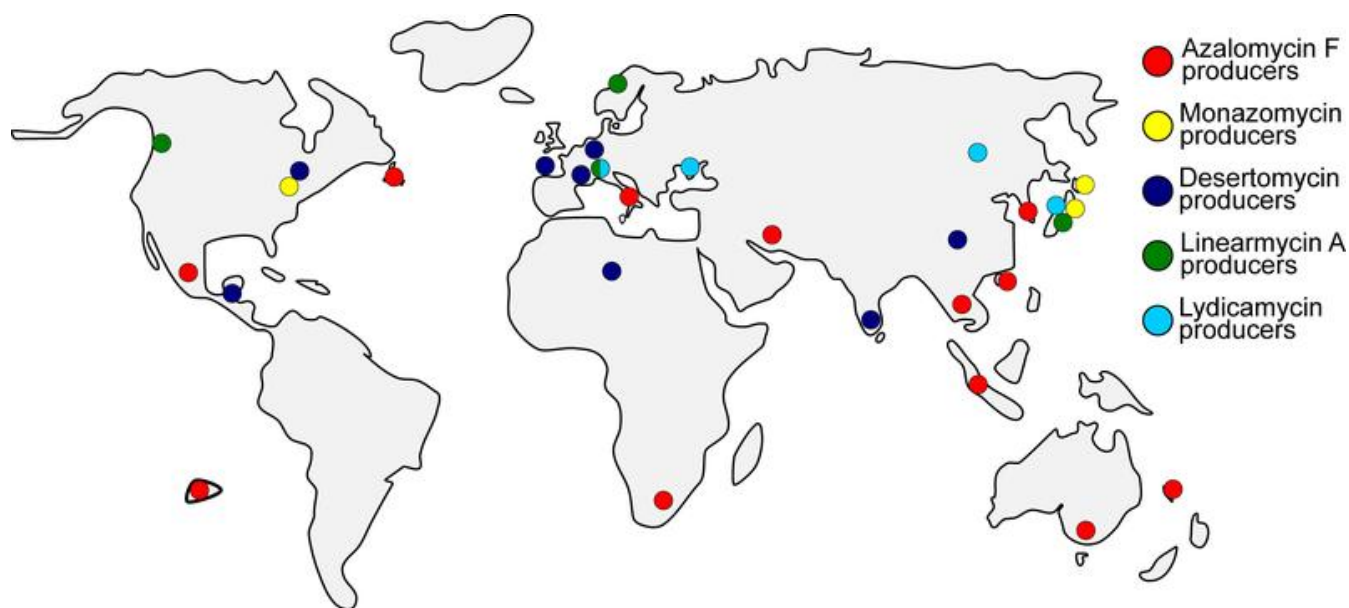 Azalomycin F
producers
Monazomycin
producers
Desertomycin
producers
Linearmycin A
producers
Lydicamycin
producers